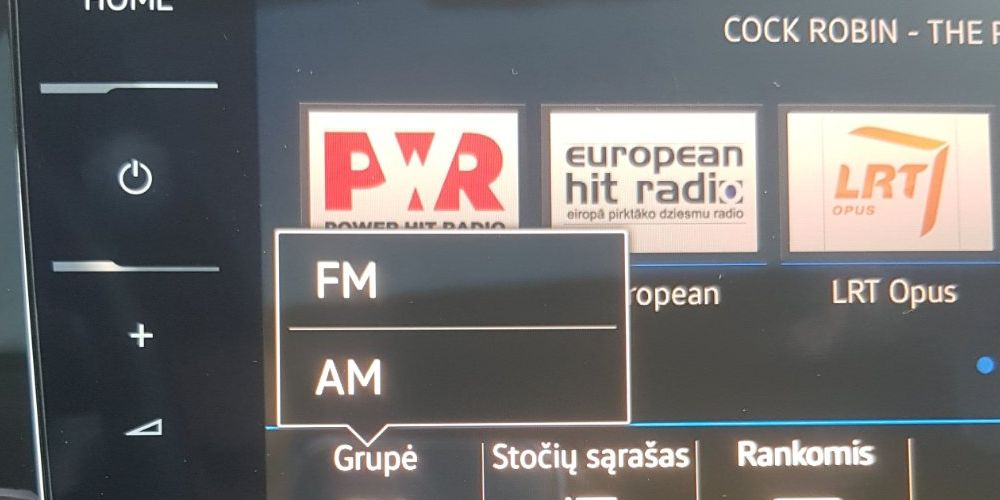 HOME
COCK ROBIN - THE
PWR
POWER HIT RADIO
european
hit radio
eiropā pirktāko dziesmu radio
LRT
OPUS
ropean
LRT Opus
FM
AM
Grupė
Stočių sąrašas
Rankomis